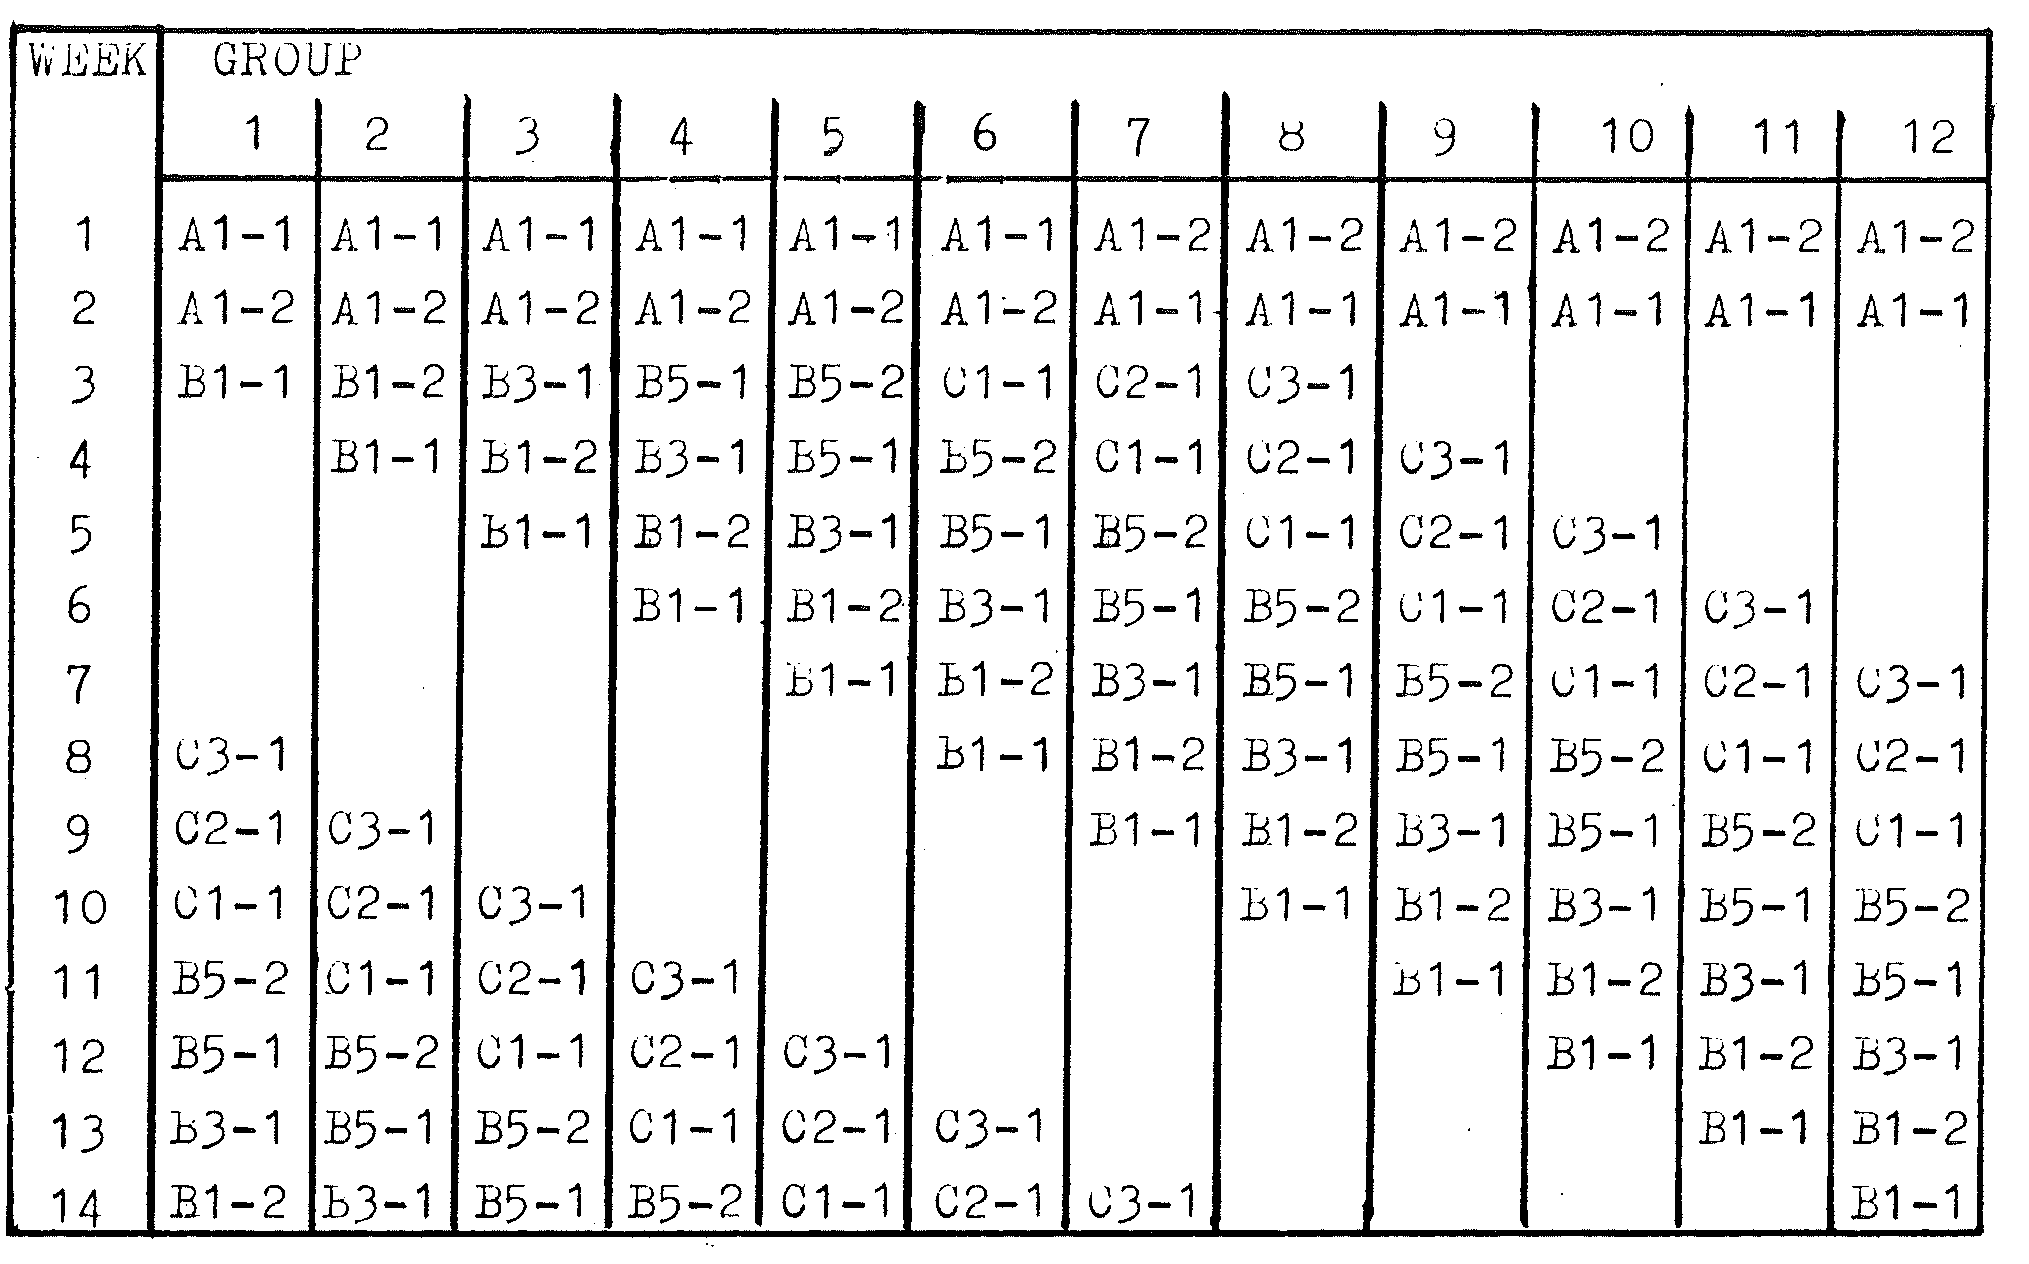 WEEK GROUP
1 2 3 4 5 6 7 8 9 10 11 12
1 A1-1 A1-1 A1-1 A1-1 A1-1 A1-1 A1-2 A1-2 A1-2 A1-2 A1-2 A1-2
2 A1-2 A1-2 A1-2 A1-2 A1-2 A1-2 A1-1 A1-1 A1-1 A1-1 A1-1 A1-1
3 B1-1 B1-2 B3-1 B5-1 B5-2 C1-1 C2-1 C3-1
4 B1-1 B1-2 B3-1 B5-1 B5-2 C1-1 C2-1 C3-1
5 B1-1 B1-2 B3-1 B5-1 B5-2 C1-1 C2-1 C3-1
6 B1-1 B1-2 B3-1 B5-1 B5-2 C1-1 C2-1 C3-1
7 B1-1 B1-2 B3-1 B5-1 B5-2 C1-1 C2-1 C3-1
8 C3-1 B1-1 B1-2 B3-1 B5-1 B5-2 C1-1 C2-1
9 C2-1 C3-1 B1-1 B1-2 B3-1 B5-1 B5-2 C1-1
10 C1-1 C2-1 C3-1 B1-1 B1-2 B3-1 B5-1 B5-2
11 B5-2 C1-1 C2-1 C3-1 B1-1 B1-2 B3-1 B5-1
12 B5-1 B5-2 C1-1 C2-1 C3-1 B1-1 B1-2 B3-1
13 B3-1 B5-1 B5-2 C1-1 C2-1 C3-1 B1-1 B1-2
14 B1-2 B3-1 B5-1 B5-2 C1-1 C2-1 C3-1 B1-1